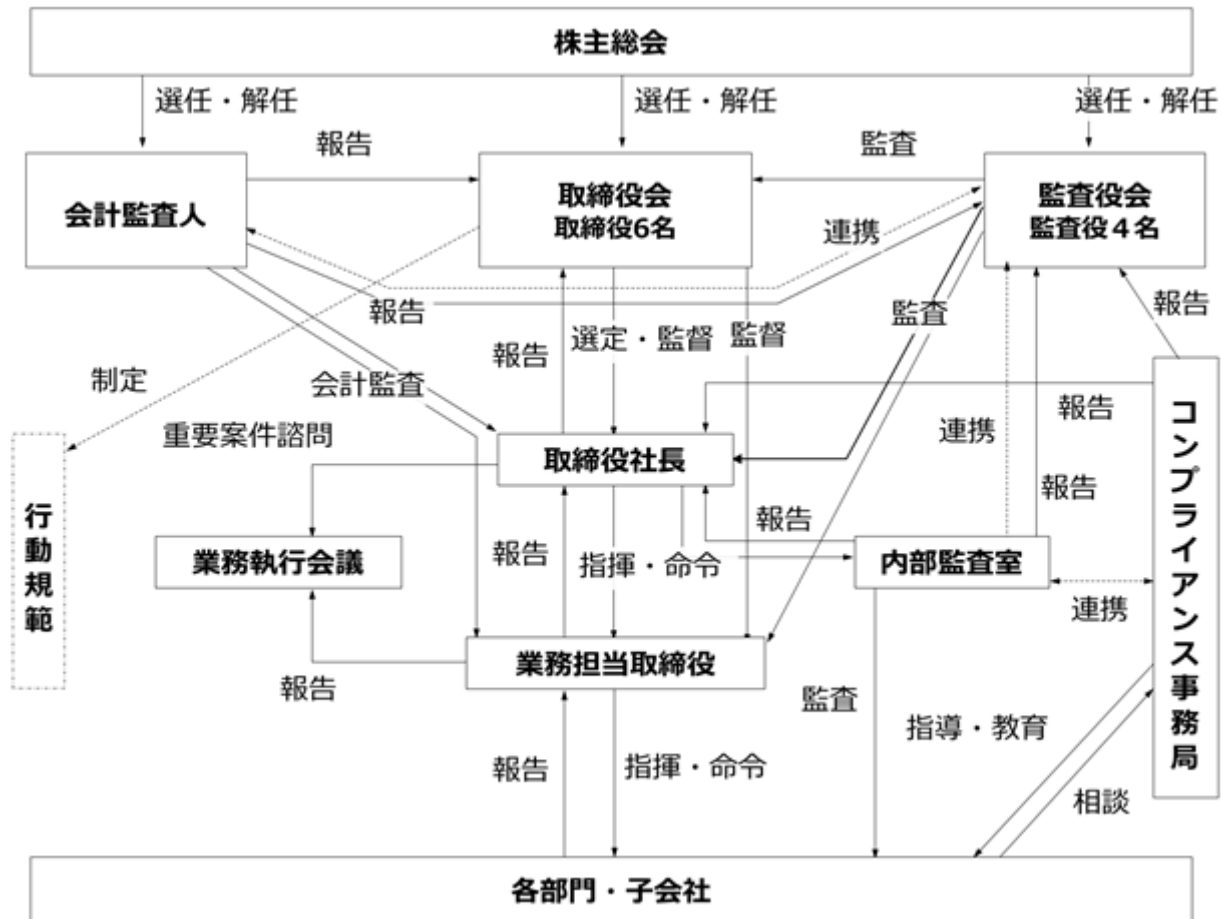 株主総会
選任・解任
選任・解任
選任・解任
報告
監査
会計監査人
取締役会
取締役6名
監査役会
監査役４名
連携
報告
報告
選定・監督
監督
監査
報告
制定
会計監査
報告
重要案件諮問
取締役社長
連携
報告
報告
行動規範
業務執行会議
報告
指揮・命令
内部監査室
連携
コンプライアンス事務局
業務担当取締役
報告
監査
指導・教育
報告
指揮・命令
相談
各部門・子会社